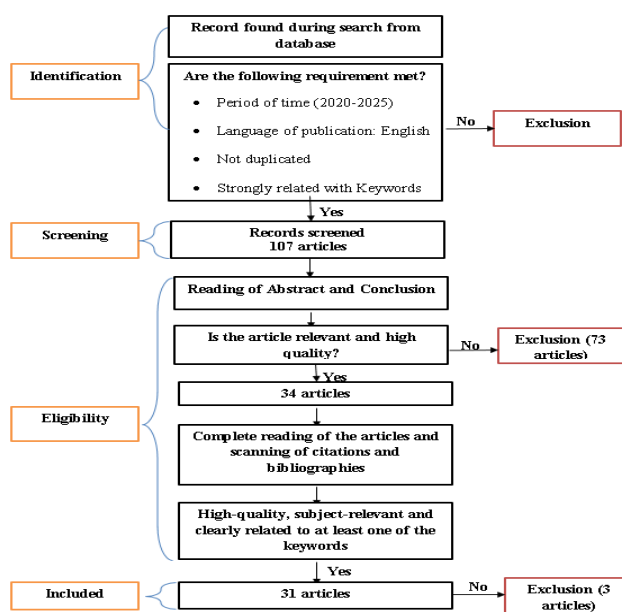 Record found during search from
database
Identification
Are the following requirement met?
• Period of time (2020-2025)
• Language of publication: English
• Not duplicated
• Strongly related with Keywords
No
Exclusion
Yes
Screening
Records screened
107 articles
Reading of Abstract and Conclusion
Is the article relevant and high
quality?
No
Exclusion (73
articles)
Yes
34 articles
Eligibility
Complete reading of the articles and
scanning of citations and
bibliographies
High-quality, subject-relevant and
clearly related to at least one of the
keywords
Yes
Included
31 articles
No
Exclusion (3
articles)